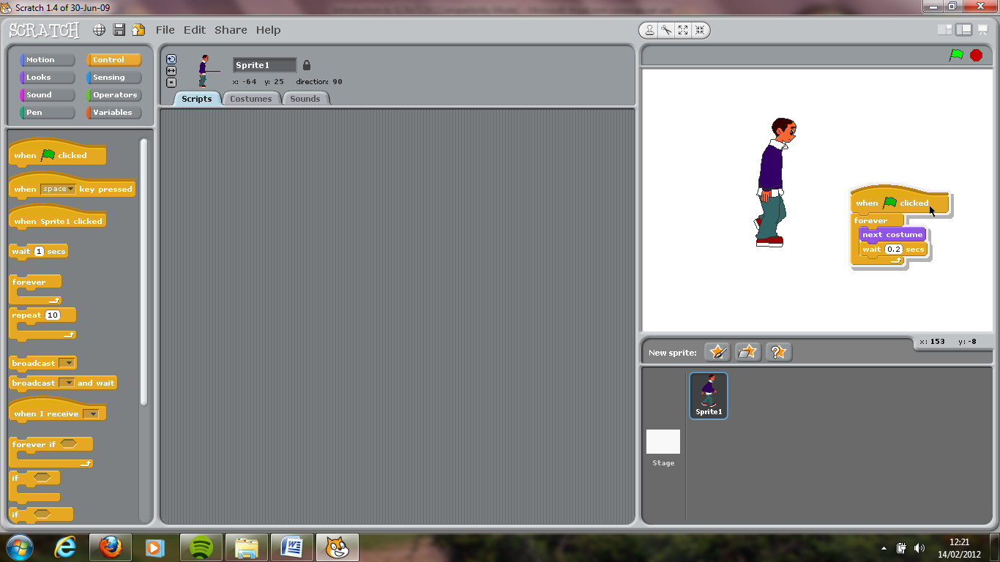 Scratch 1.4 of 30-Jun-09
SCRATCH File Edit Share Help
Motion Control
Looks Sensing
Sound Operators
Pen Variables
when clicked
when space key pressed
when Sprite1 clicked
wait 1 secs
forever
repeat 10
broadcast
broadcast and wait
when I receive
forever if
if
if
Sprite1
x: -64 y: 25 direction: 90
Scripts Costumes Sounds
when clicked
forever
next costume
wait 0.2 secs
x: 153 y: -8
New sprite:
Sprite1
Stage
12:21
14/02/2012